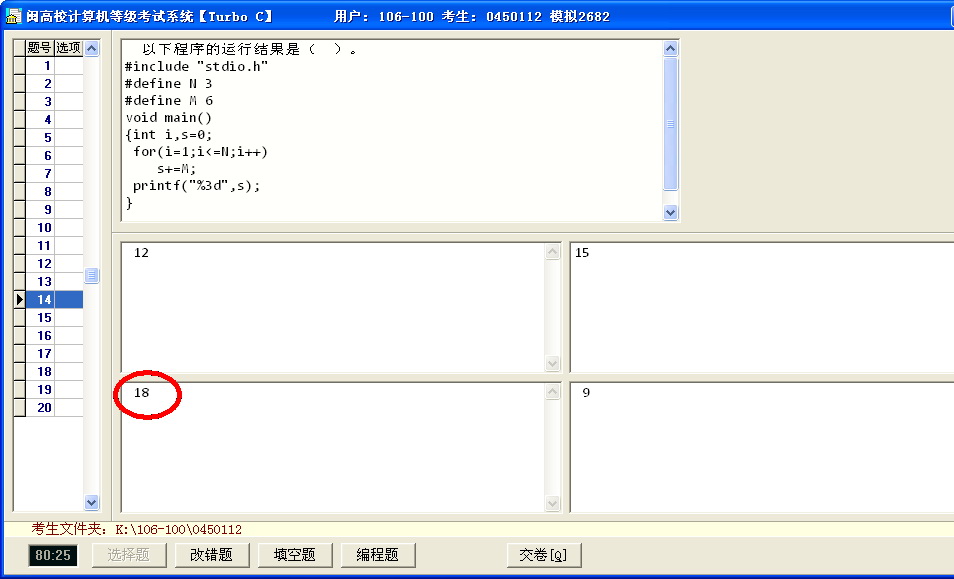 闽高校计算机等级考试系统【Turbo C】 用户: 106-100 考生: 0450112 模拟2682
题号 选项
1
2
3
4
5
6
7
8
9
10
11
12
13
14
15
16
17
18
19
20
以下程序的运行结果是（ ）。
#include "stdio.h"
#define N 3
#define M 6
void main()
{int i,s=0;
for(i=1;i<=N;i++)
s+=M;
printf("%3d",s);
}
12
15
18
9
考生文件夹: K:\106-100\0450112
80:25 选择题 改错题 填空题 编程题 交卷[Q]